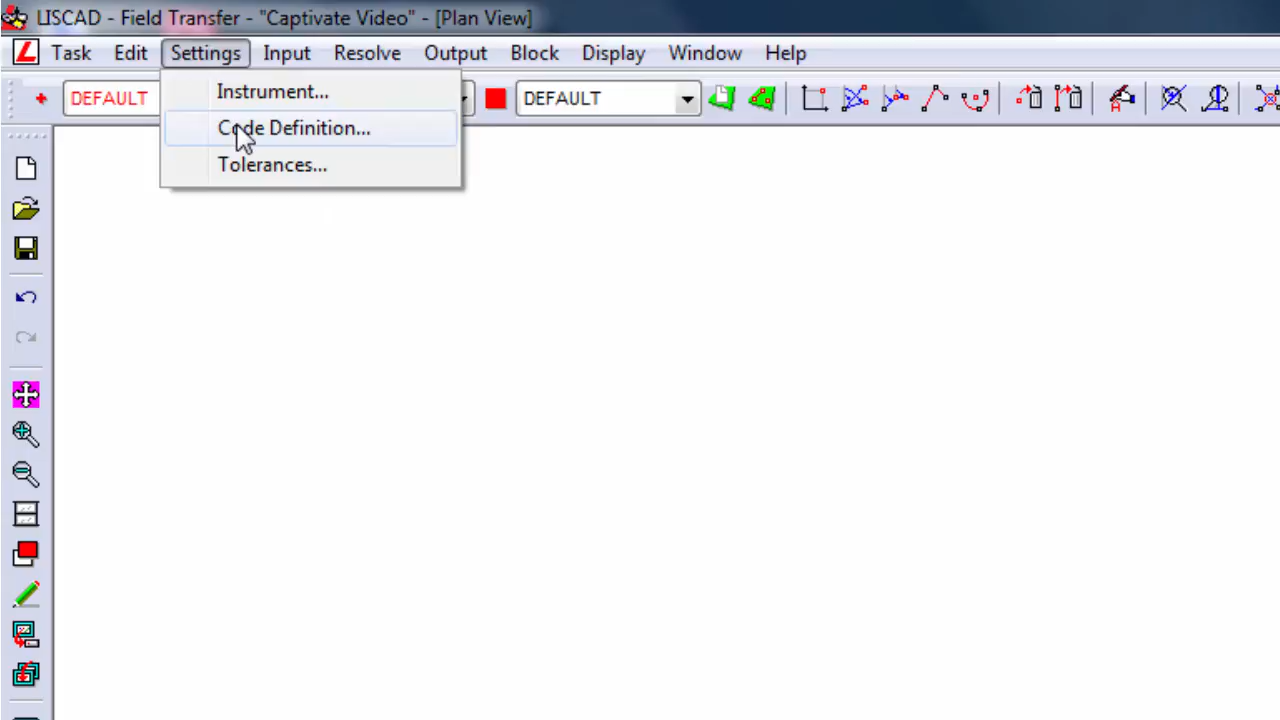 LISCAD - Field Transfer - "Captivate Video" - [Plan View]
L Task Edit Settings Input Resolve Output Block Display Window Help
DEFAULT DEFAULT
Instrument...
Code Definition...
Tolerances...